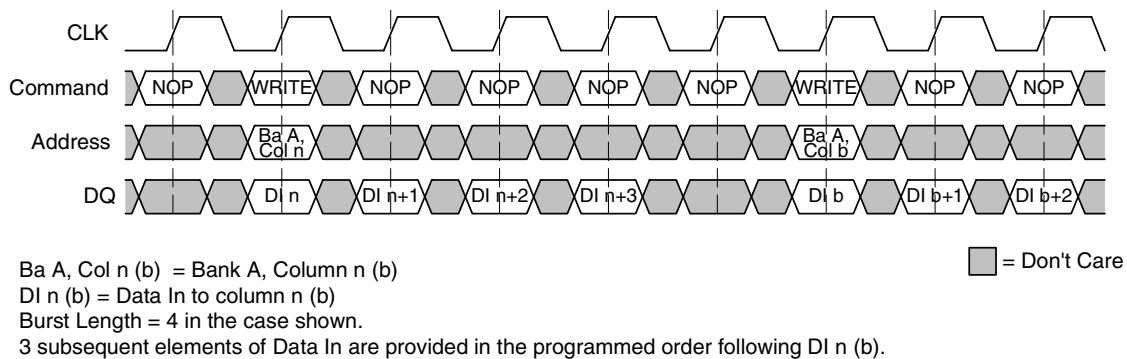 CLK
Command NOP WRITE NOP NOP NOP NOP WRITE NOP NOP
Address Ba A, Col n Ba A, Col b
DQ DI n DI n+1 DI n+2 DI n+3 DI b DI b+1 DI b+2
Ba A, Col n (b) = Bank A, Column n (b)
= Don't Care
DI n (b) = Data In to column n (b)
Burst Length = 4 in the case shown.
3 subsequent elements of Data In are provided in the programmed order following DI n (b).